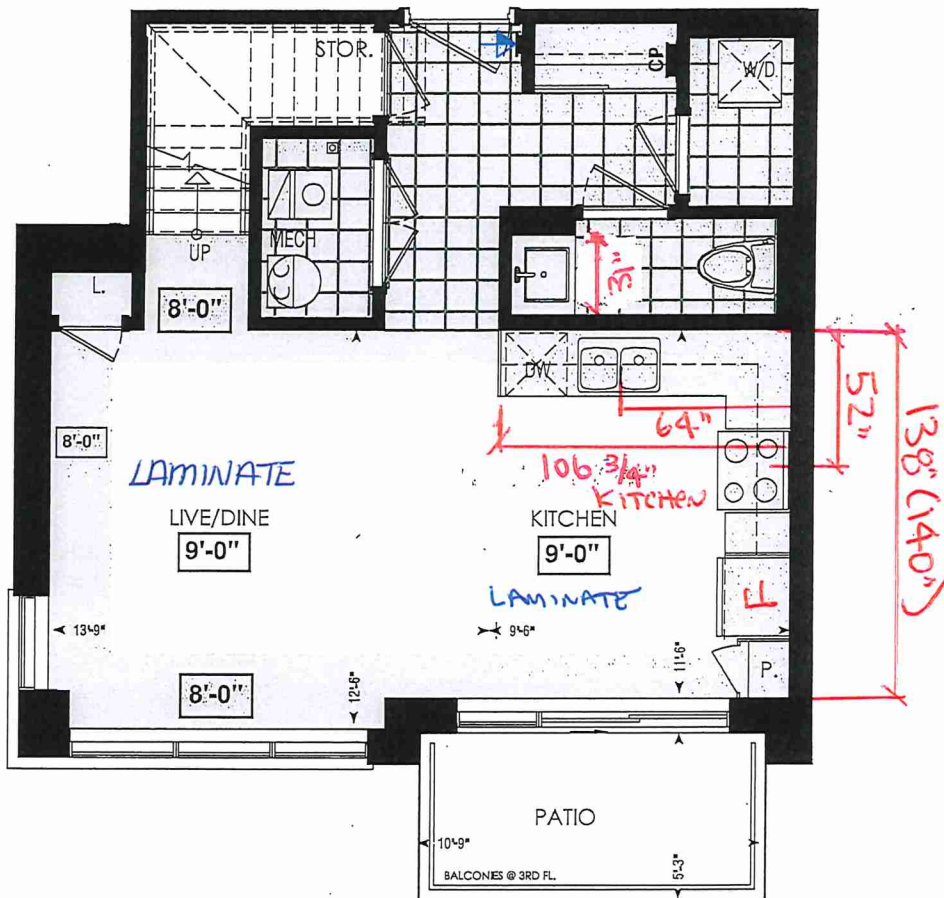 STOR.
CP
W/D
MECH
UP
31"
L.
8'-0"
DW
52"
138" (140")
64"
8'-0"
106 3/4"
KITCHEN
LAMINATE
LIVE/DINE
9'-0"
KITCHEN
9'-0"
LAMINATE
F
13'-9"
9'-6"
11'-6"
P.
8'-0"
12'-6"
PATIO
10'-9"
5'-3"
BALCONIES @ 3RD FL.